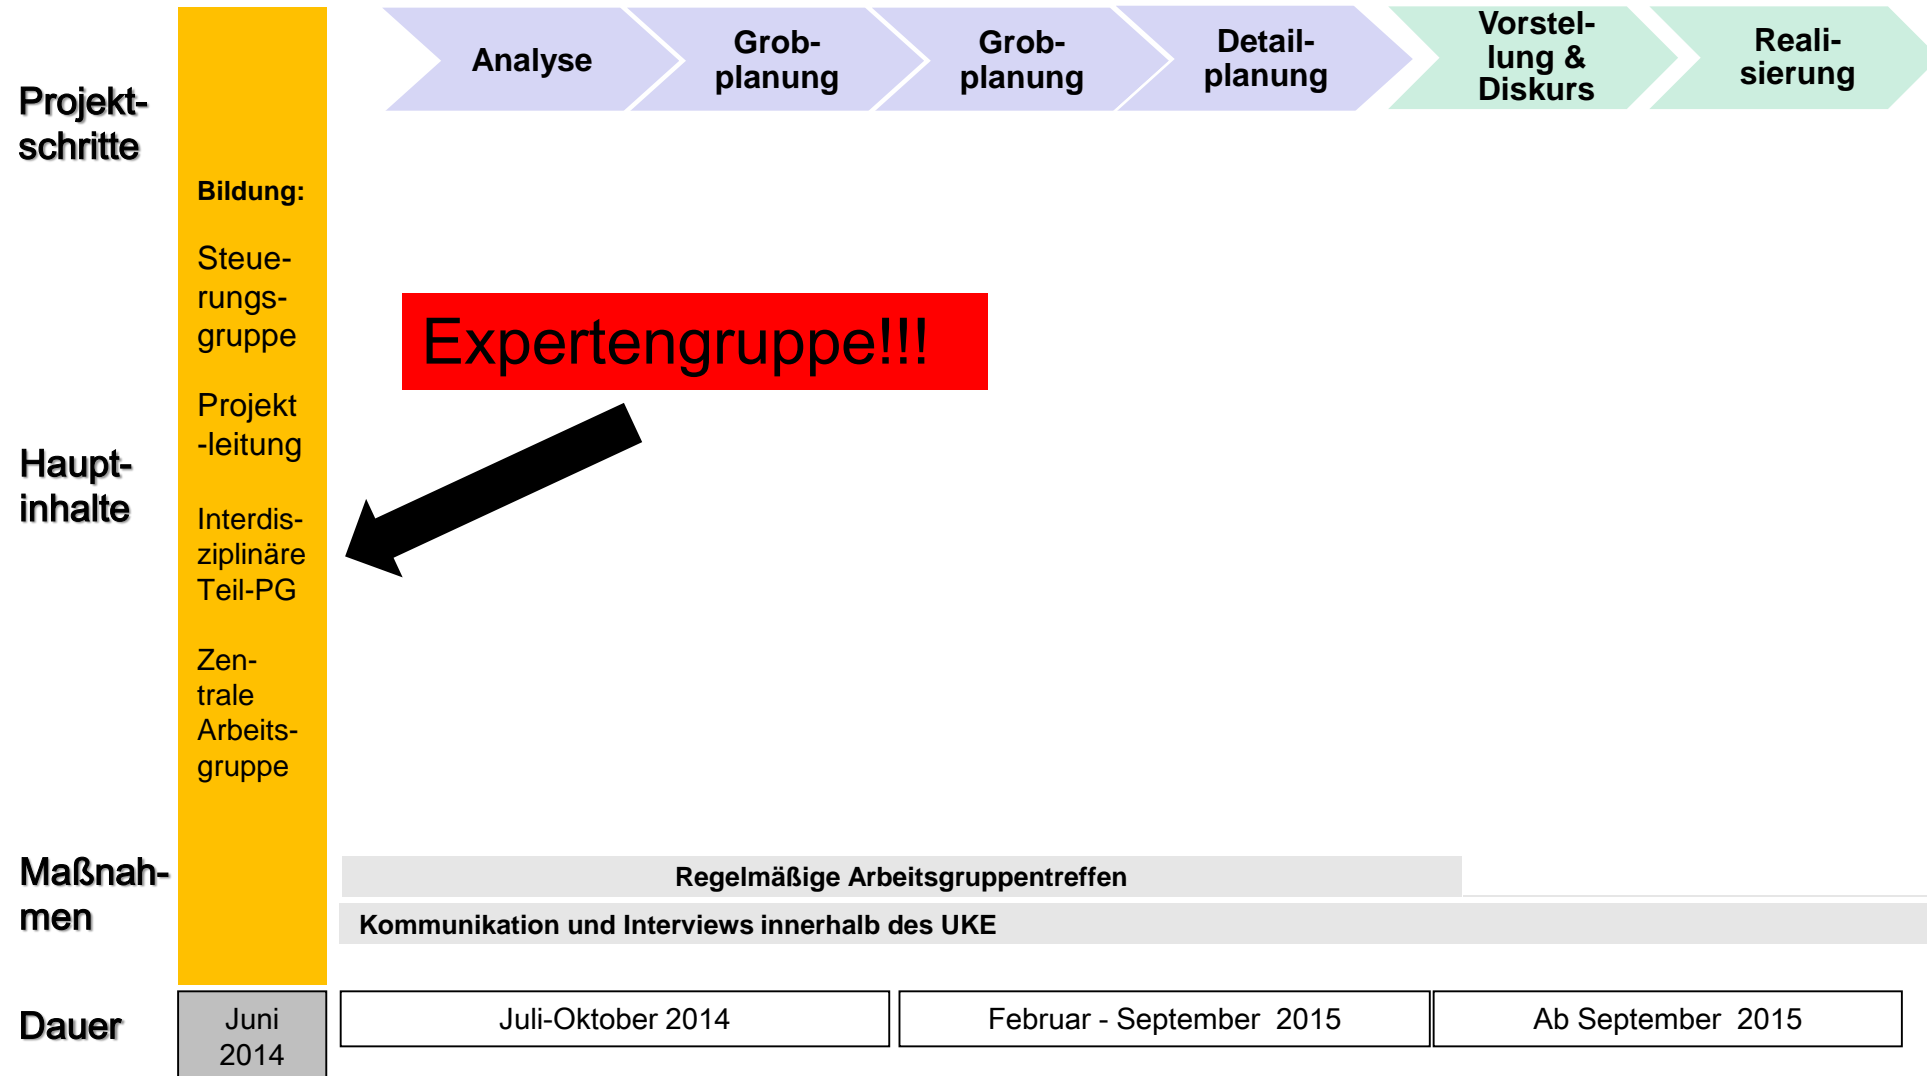 Projekt-
schritte
Analyse
Grob-
planung
Grob-
planung
Detail-
planung
Vorstel-
lung &
Diskurs
Reali-
sierung
Haupt-
inhalte
Bildung:
Steue-
rungs-
gruppe
Projekt
-leitung
Interdis-
ziplinäre
Teil-PG
Zen-
trale
Arbeits-
gruppe
Expertengruppe!!!
Maßnah-
men
Regelmäßige Arbeitsgruppentreffen
Kommunikation und Interviews innerhalb des UKE
Dauer
Juni
2014
Juli-Oktober 2014
Februar - September 2015
Ab September 2015